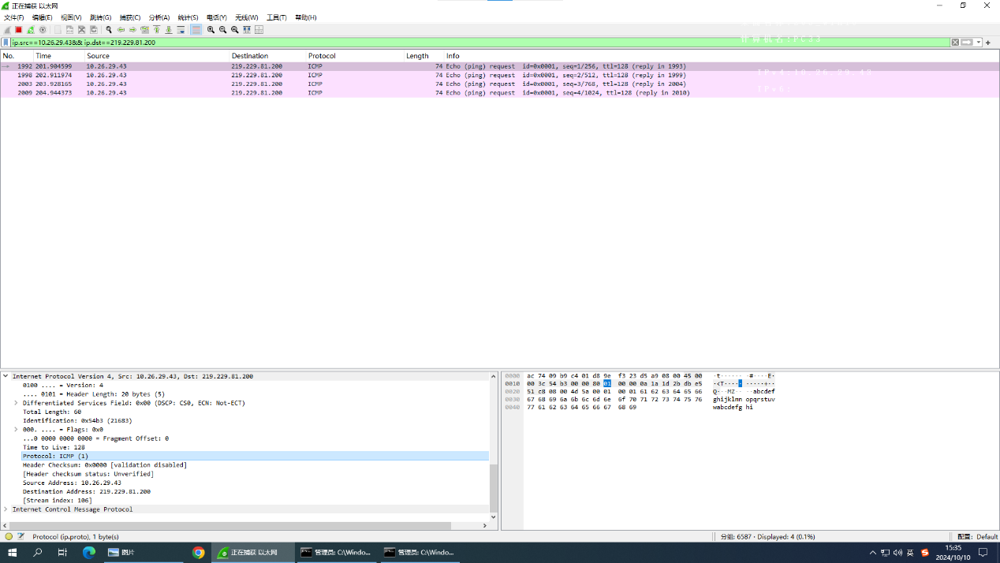 正在捕获 以太网
文件(F) 编辑(E) 视图(V) 跳转(G) 捕获(C) 分析(A) 统计(S) 电话(Y) 无线(W) 工具(T) 帮助(H)
计算机名:PC23
ip.src==10.26.29.43&& ip.dst==219.229.81.200
No. Time Source Destination Protocol Length Info
1992 201.904599 10.26.29.43 219.229.81.200 ICMP 74 Echo (ping) request id=0x0001, seq=1/256, ttl=128 (reply in 1993)
1998 202.911974 10.26.29.43 219.229.81.200 ICMP 74 Echo (ping) request id=0x0001, seq=2/512, ttl=128 (reply in 1999)
2003 203.928165 10.26.29.43 219.229.81.200 ICMP 74 Echo (ping) request id=0x0001, seq=3/768, ttl=128 (reply in 2004)
2009 204.944373 10.26.29.43 219.229.81.200 ICMP 74 Echo (ping) request id=0x0001, seq=4/1024, ttl=128 (reply in 2010)
Internet Protocol Version 4, Src: 10.26.29.43, Dst: 219.229.81.200
0100 .... = Version: 4
.... 0101 = Header Length: 20 bytes (5)
Differentiated Services Field: 0x00 (DSCP: CS0, ECN: Not-ECT)
Total Length: 60
Identification: 0x54b3 (21683)
000. .... = Flags: 0x0
...0 0000 0000 0000 = Fragment Offset: 0
Time to Live: 128
Protocol: ICMP (1)
Header Checksum: 0x0000 [validation disabled]
[Header checksum status: Unverified]
Source Address: 10.26.29.43
Destination Address: 219.229.81.200
[Stream index: 106]
Internet Control Message Protocol
0000 ac 74 09 b9 c4 01 d8 9e f3 23 d5 a9 08 00 45 00 ·t······ ·#····E·
0010 00 3c 54 b3 00 00 80 01 00 00 0a 1a 1d 2b db e5 ·<T····· ·····+··
0020 51 c8 08 00 4d 5a 00 01 00 01 61 62 63 64 65 66 Q···MZ·· ··abcdef
0030 67 68 69 6a 6b 6c 6d 6e 6f 70 71 72 73 74 75 76 ghijklmn opqrstuv
0040 77 61 62 63 64 65 66 67 68 69 wabcdefg hi
Protocol (ip.proto), 1 byte(s)
分组: 6587 · Displayed: 4 (0.1%)
配置: Default
图片
正在捕获 以太网
管理员: C:\Windo...
管理员: C:\Windo...
英
15:35
2024/10/10